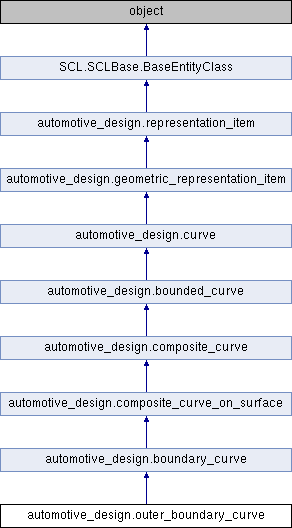 object
SCL.SCLBase.BaseEntityClass
automotive_design.representation_item
automotive_design.geometric_representation_item
automotive_design.curve
automotive_design.bounded_curve
automotive_design.composite_curve
automotive_design.composite_curve_on_surface
automotive_design.boundary_curve
automotive_design.outer_boundary_curve